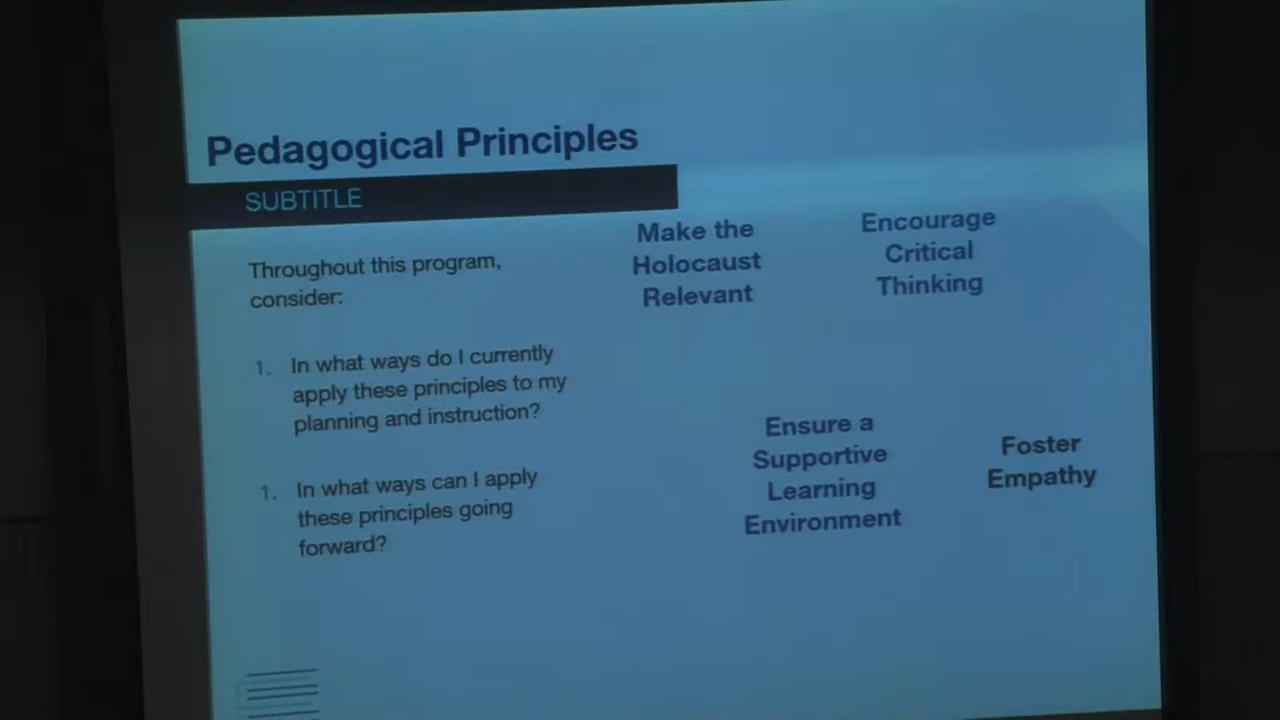 Pedagogical Principles
SUBTITLE
Throughout this program,
consider:
1. In what ways do I currently
apply these principles to my
planning and instruction?
1. In what ways can I apply
these principles going
forward?
Make the
Holocaust
Relevant
Encourage
Critical
Thinking
Ensure a
Supportive
Learning
Environment
Foster
Empathy